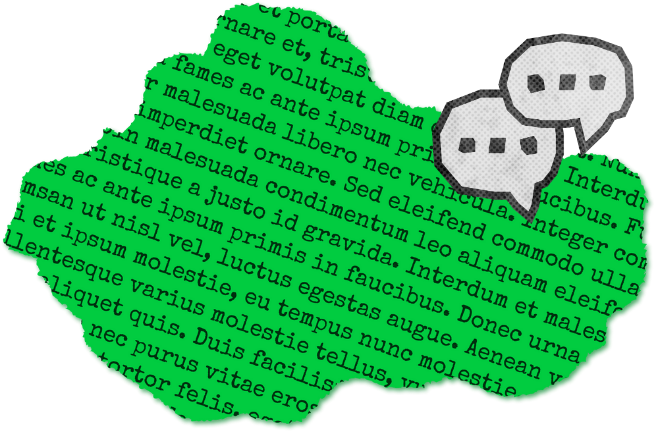 et porta
nare et, tris . Nu
eget volutpat diam Interdu
fames ac ante ipsum pri ucibus. F
r malesuada libero nec vehicula. Integer con
imperdiet ornare. Sed eleifend commodo ulla
n malesuada condimentum leo aliquam eleif
ristique a justo id gravida. Interdum et males
es ac ante ipsum primis in faucibus. Donec urna
msan ut nisl vel, luctus egestas augue. Aenean v
i et ipsum molestie, eu tempus nunc molestie
llentesque varius molestie tellus, v
liquet quis. Duis facilis
nec purus vitae eros
tortor felis.